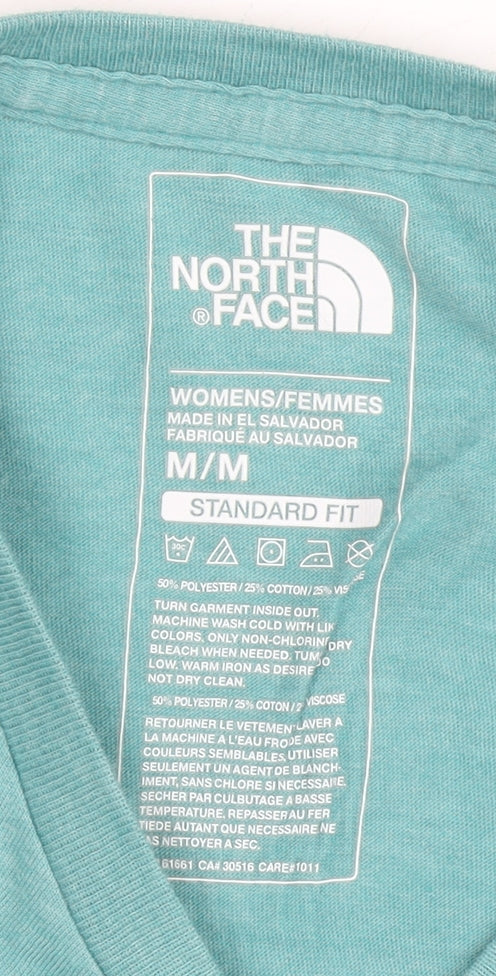 THE
NORTH
®FACE
WOMENS/FEMMES
MADE IN EL SALVADOR
FABRIQUÉ AU SALVADOR
M/M
STANDARD FIT
30C
50% POLYESTER / 25% COTTON / 25%
TURN GARMENT INSIDE OUT.
MACHINE WASH COLD WITH
COLORS. ONLY NON-CHLORIN
BLEACH WHEN NEEDED. DRY
LOW. WARM IRON AS
NOT DRY CLEAN.
50% POLYESTER / 25% COTON / VISCOSE
RETOURNER LE LAVER A
LA MACHINE A L'EAU AVEC
COULEURS SEMBLABLES. UTILISER
SEULEMENT UN AGENT DE BLANCH-
IMENT, SANS CHLORE SI NECESSAIRE.
SECHER PAR CULBUTAGE A BASSE
TEMPERATURE. REPASSER AU FER
TIEDE AUTANT QUE NECESSAIRE NE
NETTOYER A SEC.
61661 CA# 30516 CARE#1011